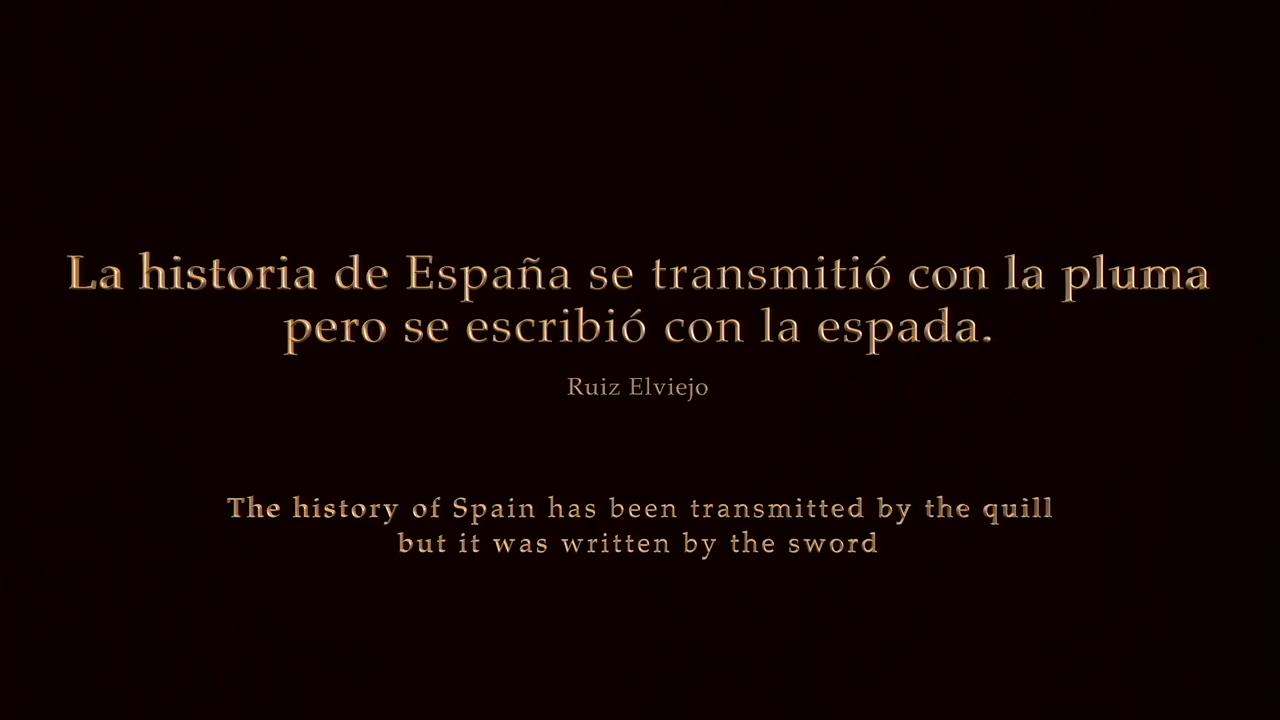 La historia de España se transmitió con la pluma
pero se escribió con la espada.
Ruiz Elviejo
The history of Spain has been transmitted by the quill
but it was written by the sword